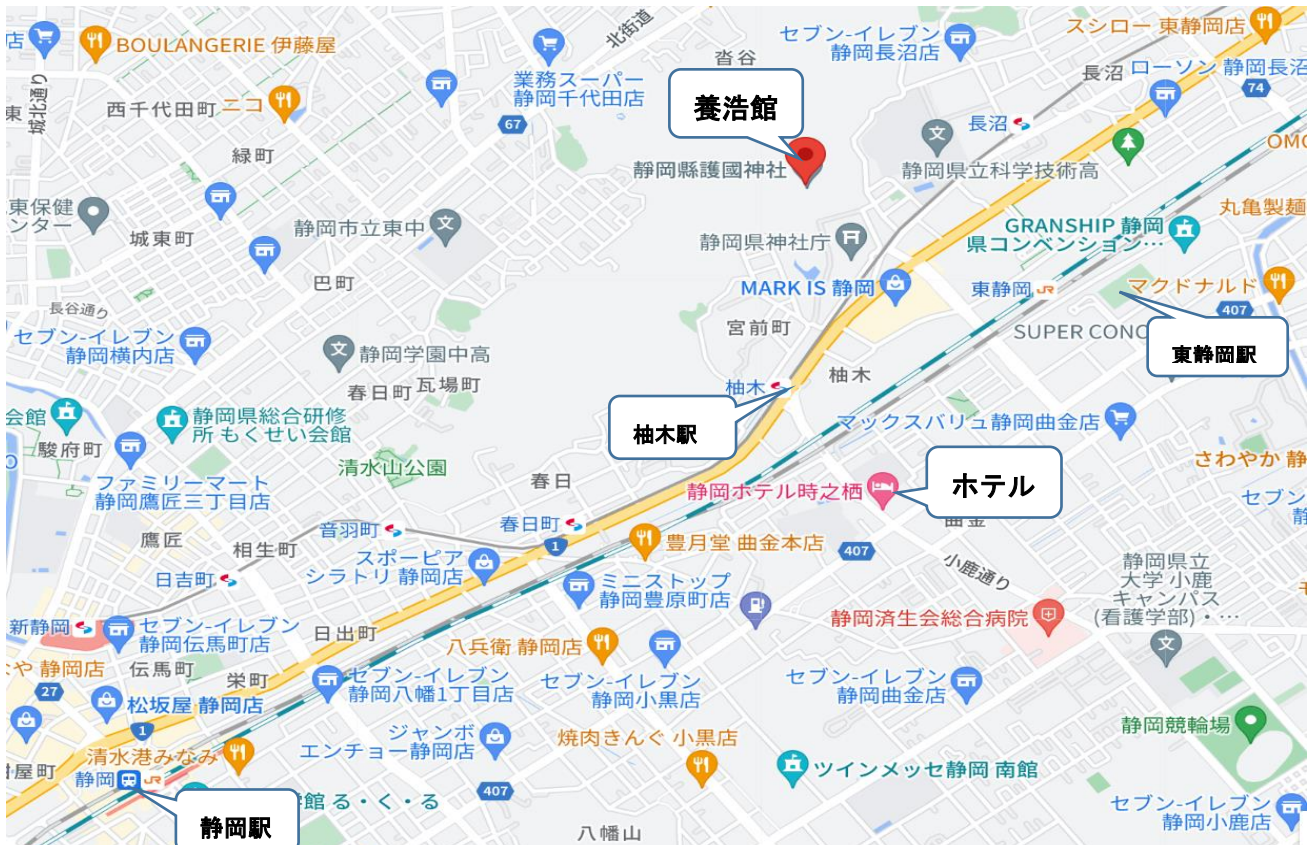 店
BOULANGERIE 伊藤屋
北街道
セブン-イレブン
静岡長沼店
スシロー 東静岡店
業務スーパー
静岡千代田店
沓谷
長沼
ローソン 静岡長沼
74
城北通り
東
西千代田町
ニコ
67
養浩館
長沼
OMO
緑町
靜岡縣護國神社
静岡県立科学技術高
東保健
ンター
城東町
静岡市立東中
静岡県神社庁
GRANSHIP 静岡
県コンベンション…
丸亀製麺
巴町
MARK IS 静岡
東静岡
JR
マクドナルド
407
長谷通り
セブン-イレブン
静岡横内店
宮前町
SUPER CONC
東静岡駅
静岡学園中高
春日町
瓦場町
柚木
柚木
会館
静岡県総合研修
所 もくせい会館
柚木駅
マックスバリュ静岡曲金店
駿府町
清水山公園
春日
さわやか 静
ファミリーマート
静岡鷹匠三丁目店
静岡ホテル時之栖
ホテル
曲金
セブン
鷹匠
相生町
音羽町
春日町
1
豊月堂 曲金本店
407
小鹿通り
スポーピア
シラトリ 静岡店
静岡県立
大学 小鹿
キャンパス
(看護学部)・…
日吉町
ミニストップ
静岡豊原町店
静岡済生会総合病院
新静岡
セブン-イレブン
静岡伝馬町店
日出町
八兵衛 静岡店
や 静岡店
伝馬町
栄町
セブン-イレブン
静岡八幡1丁目店
セブン-イレブン
静岡小黒店
セブン-イレブン
静岡曲金店
27
松坂屋 静岡店
1
ジャンボ
エンチョー静岡店
焼肉きんぐ 小黒店
静岡競輪場
清水港みなみ
屋町
静岡
JR
ツインメッセ静岡 南館
407
館 る・く・る
静岡駅
八幡山
セブン-イレブン
静岡小鹿店